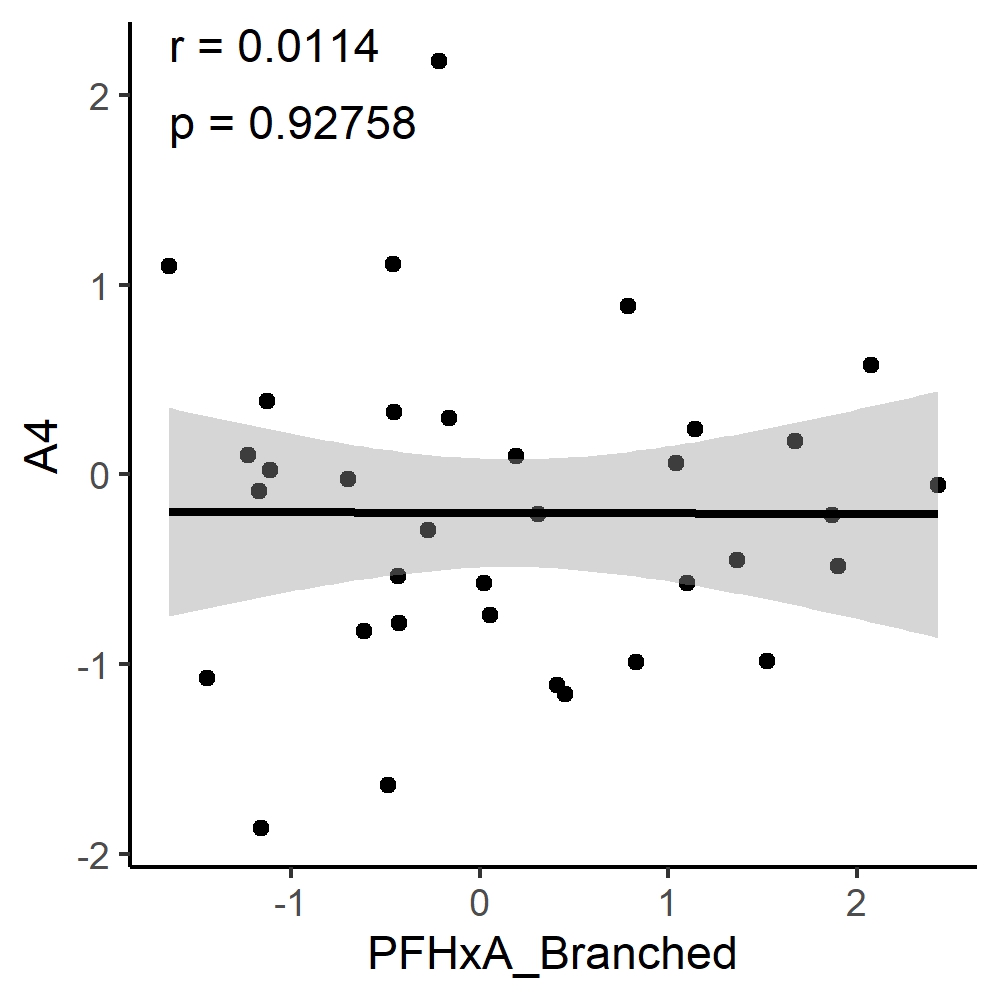 r = 0.0114
p = 0.92758
2
1
0
-1
-2
A4
-1 0 1 2
PFHxA_Branched